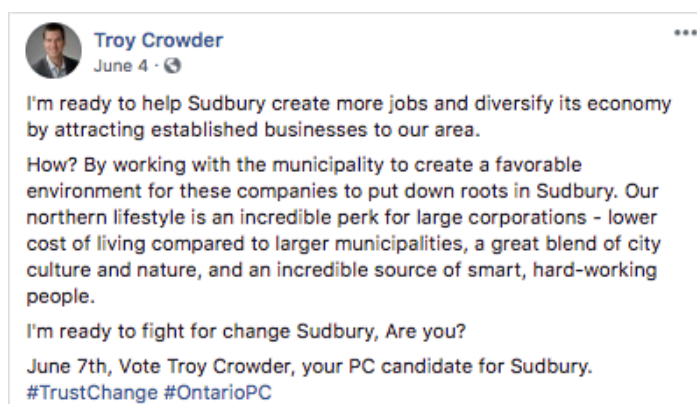 Troy Crowder
June 4 ·
I'm ready to help Sudbury create more jobs and diversify its economy
by attracting established businesses to our area.
How? By working with the municipality to create a favorable
environment for these companies to put down roots in Sudbury. Our
northern lifestyle is an incredible perk for large corporations - lower
cost of living compared to larger municipalities, a great blend of city
culture and nature, and an incredible source of smart, hard-working
people.
I'm ready to fight for change Sudbury, Are you?
June 7th, Vote Troy Crowder, your PC candidate for Sudbury.
#TrustChange #OntarioPC